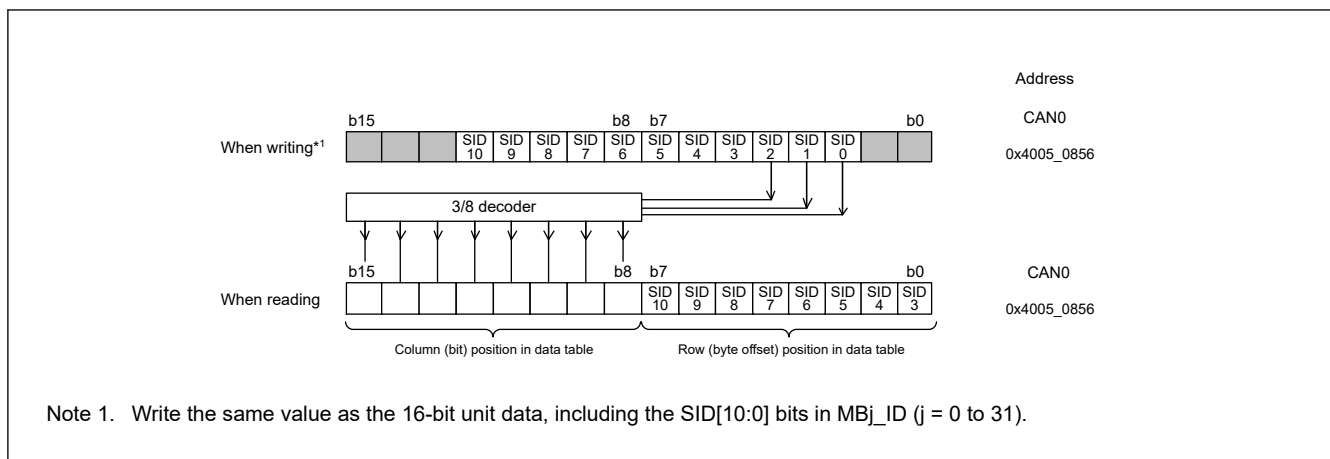 Address
b15 b8 b7 b0 CAN0
When writing*1 SID 10 SID 9 SID 8 SID 7 SID 6 SID 5 SID 4 SID 3 SID 2 SID 1 SID 0 0x4005_0856
3/8 decoder
b15 b8 b7 b0 CAN0
When reading SID 10 SID 9 SID 8 SID 7 SID 6 SID 5 SID 4 SID 3 0x4005_0856
Column (bit) position in data table Row (byte offset) position in data table
Note 1. Write the same value as the 16-bit unit data, including the SID[10:0] bits in MBj_ID (j = 0 to 31).